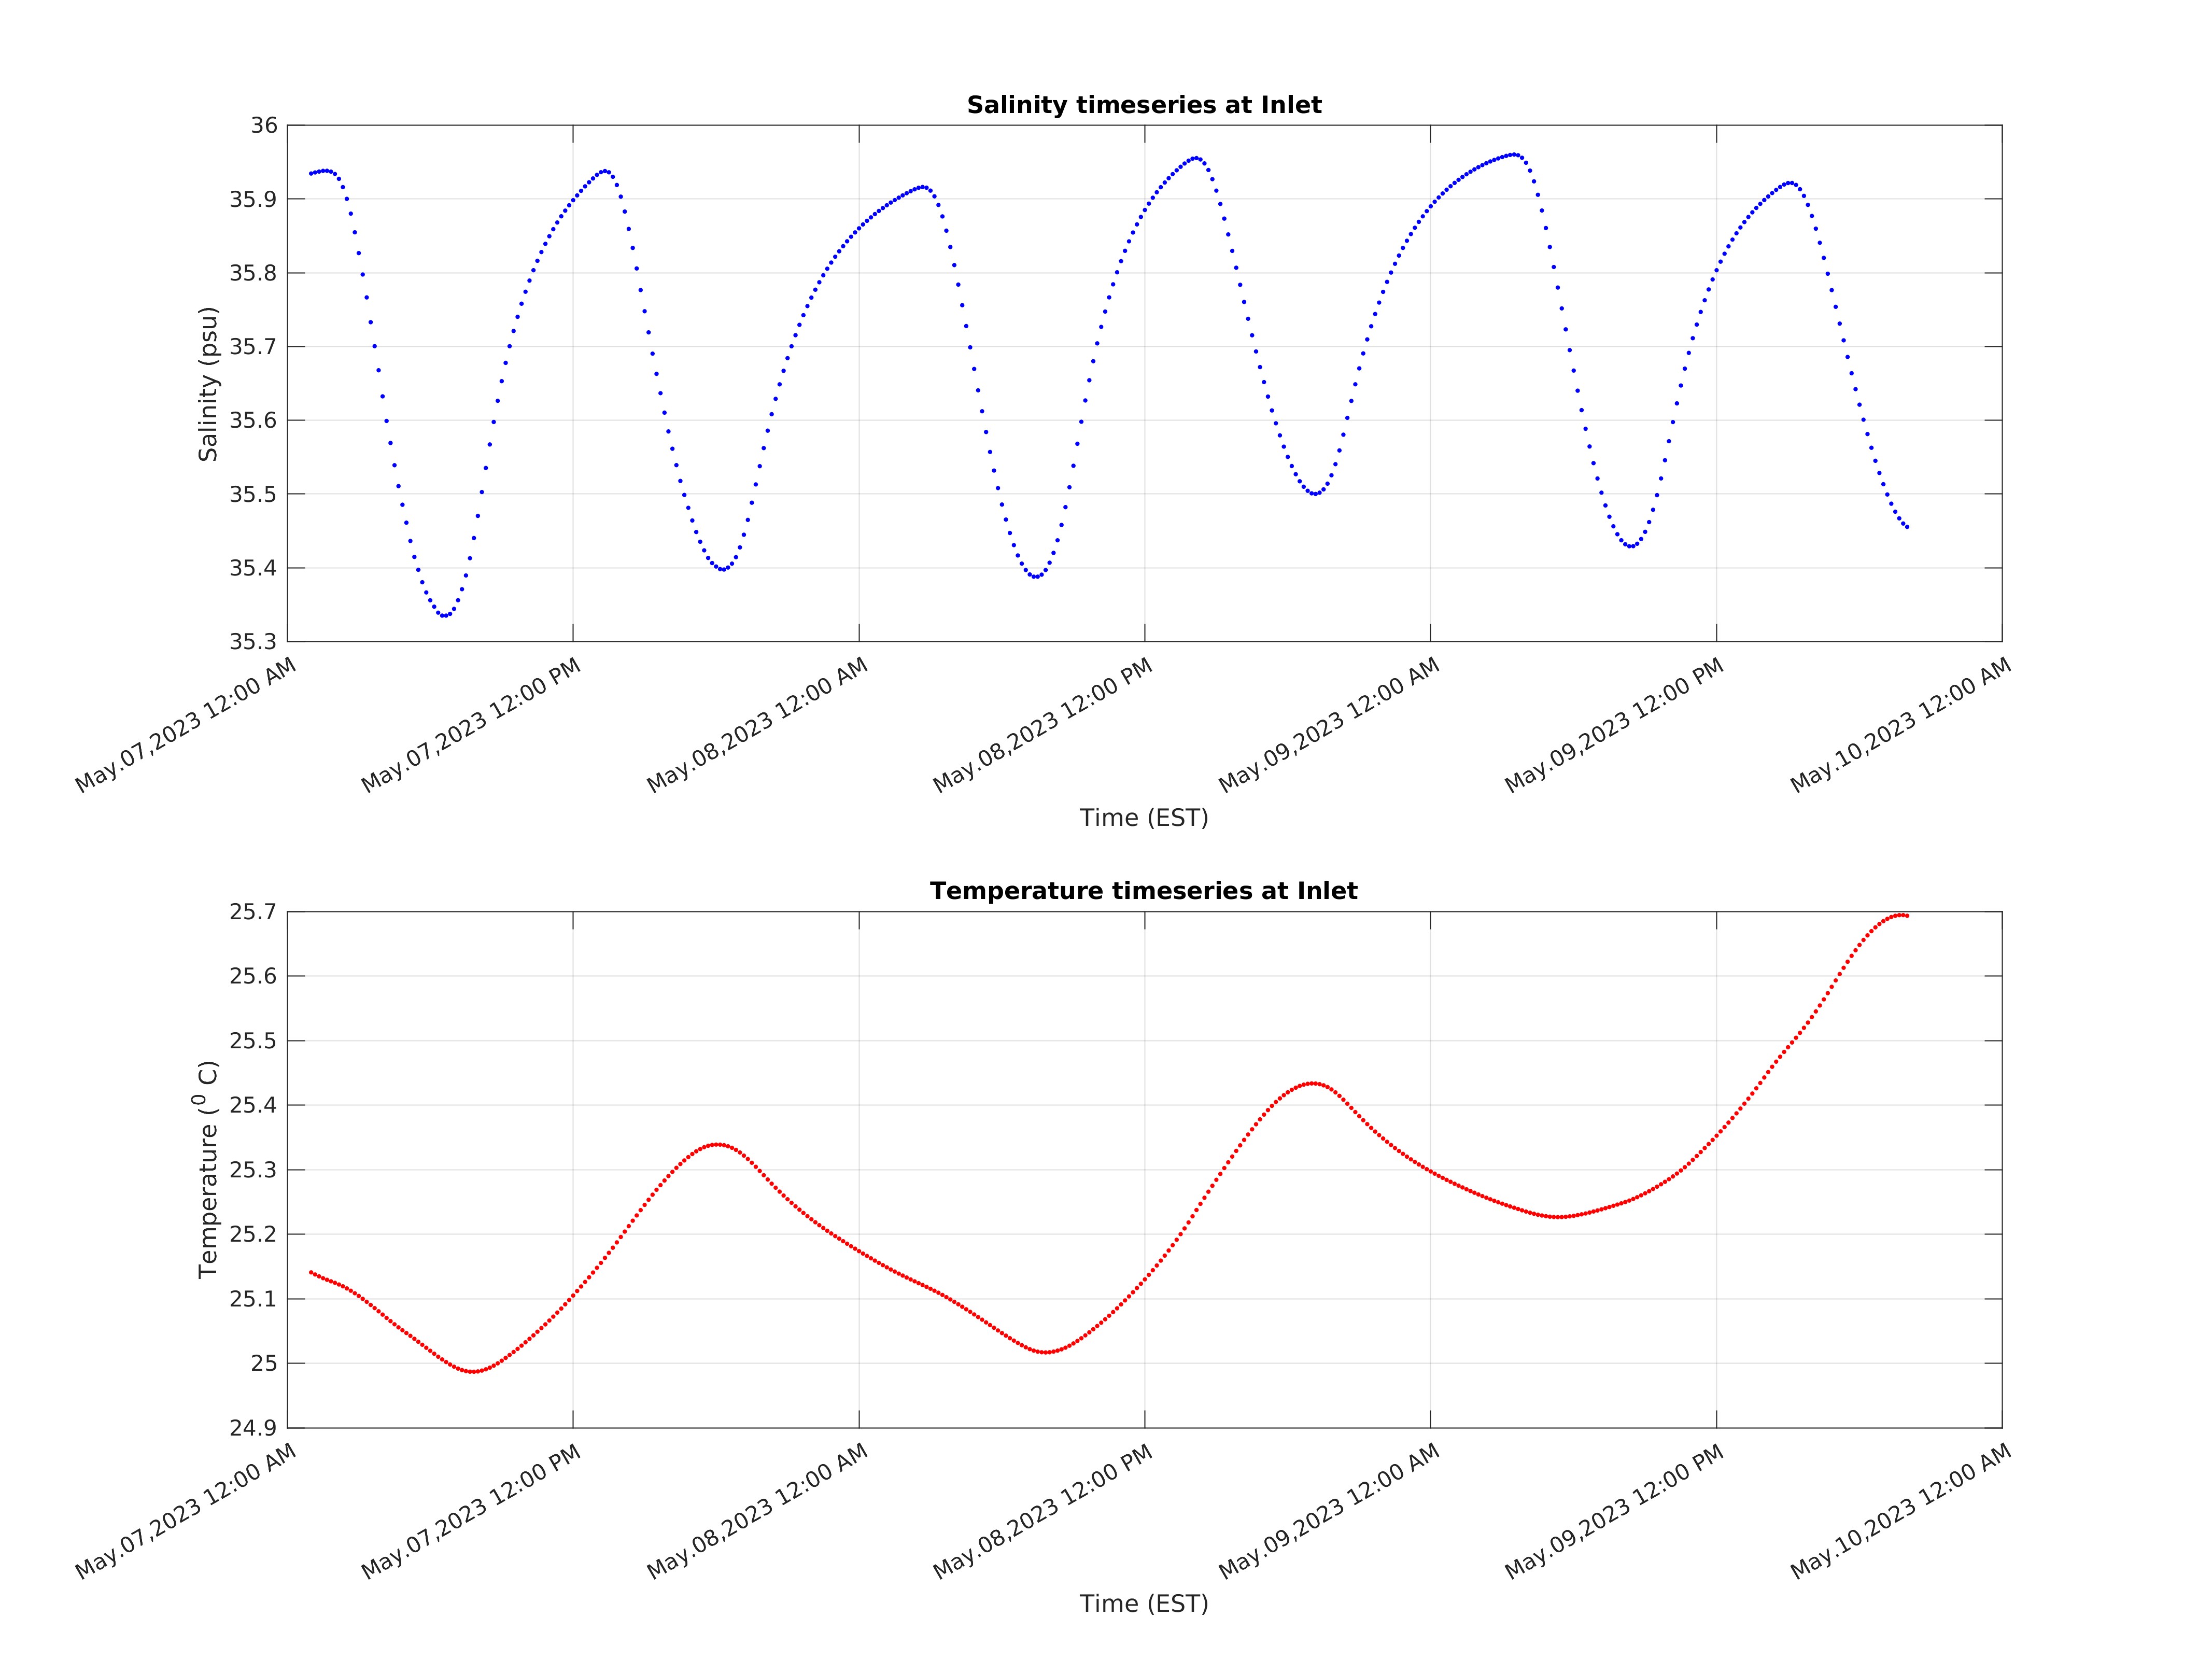 Salinity timeseries at Inlet
36
35.9
35.8
35.7
35.6
35.5
35.4
35.3
Salinity (psu)
May.07,2023 12:00 AM
May.07,2023 12:00 PM
May.08,2023 12:00 AM
May.08,2023 12:00 PM
May.09,2023 12:00 AM
May.09,2023 12:00 PM
May.10,2023 12:00 AM
Time (EST)
Temperature timeseries at Inlet
25.7
25.6
25.5
25.4
25.3
25.2
25.1
25
24.9
Temperature (⁰ C)
May.07,2023 12:00 AM
May.07,2023 12:00 PM
May.08,2023 12:00 AM
May.08,2023 12:00 PM
May.09,2023 12:00 AM
May.09,2023 12:00 PM
May.10,2023 12:00 AM
Time (EST)